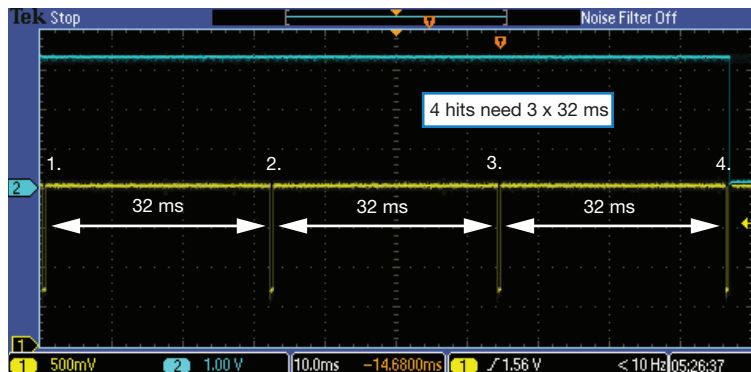 Tek Stop Noise Filter Off
T
T
4 hits need 3 x 32 ms
1. 2. 3. 4.
2
32 ms 32 ms 32 ms
1
1 500mV 2 1.00 V 10.0ms -14.6800ms 1 1.56 V < 10 Hz 05:26:37